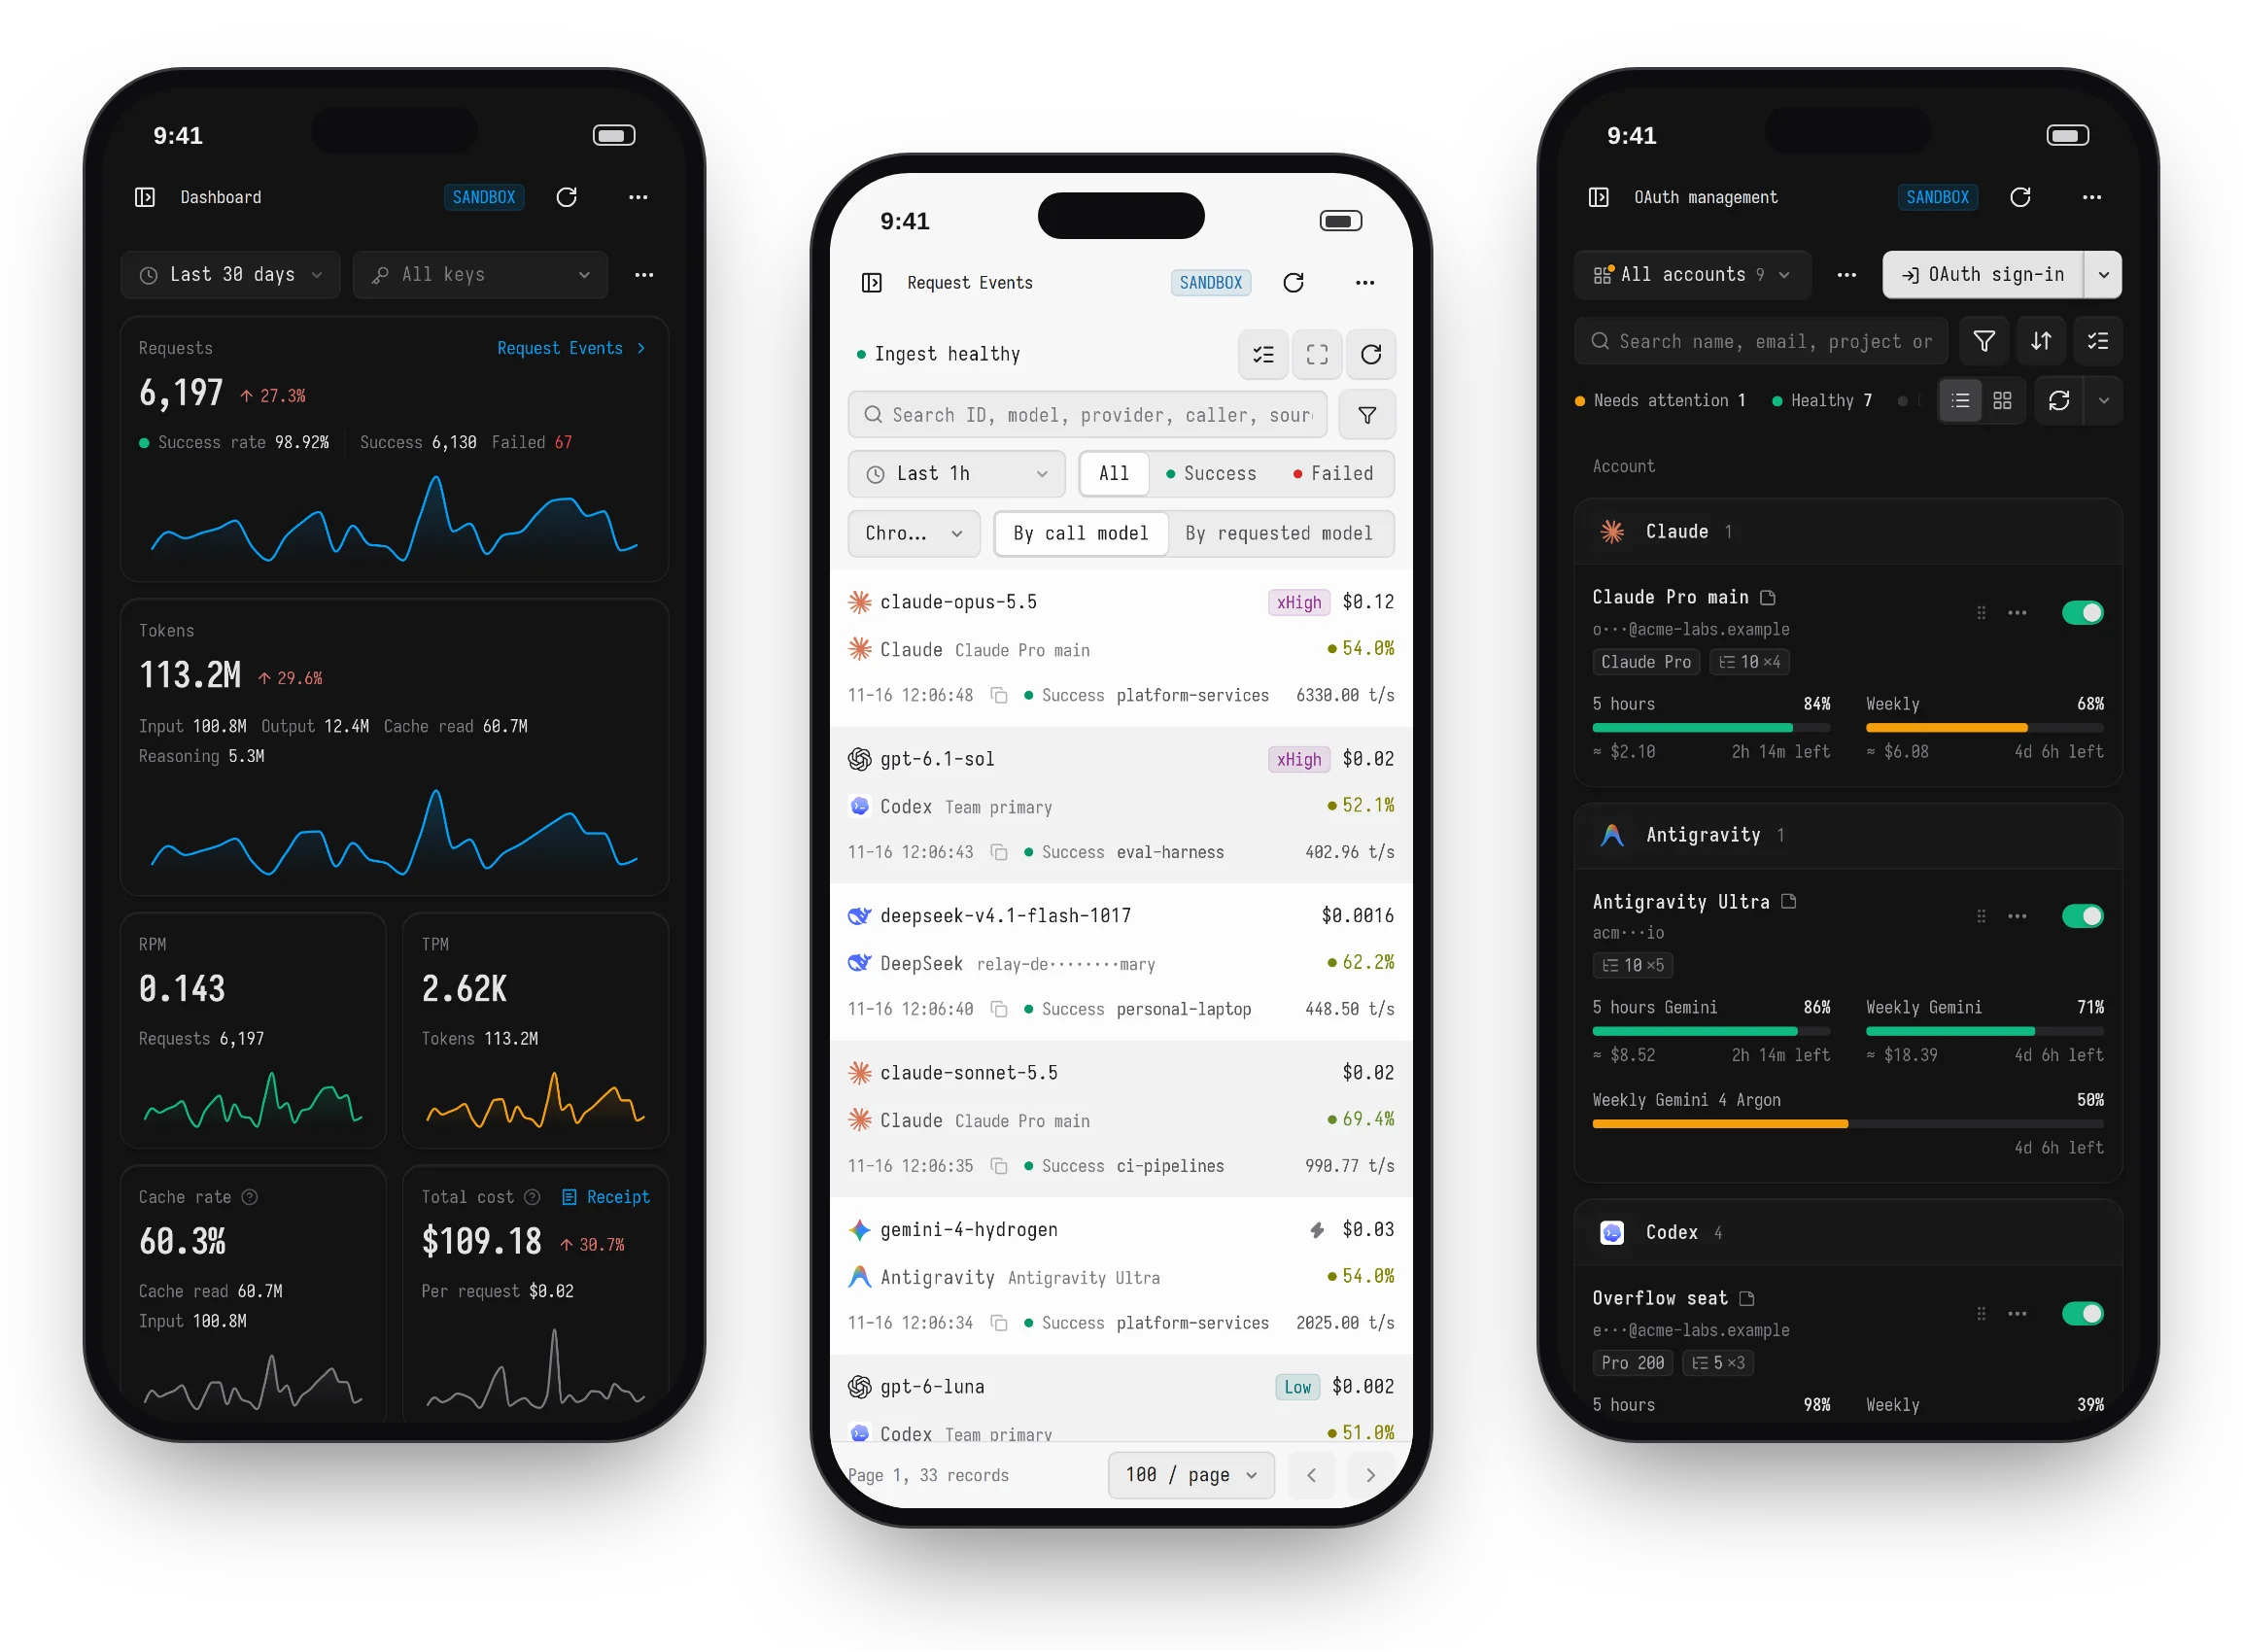 9:41
Dashboard SANDBOX
Last 30 days All keys
Requests Request Events
6,197 ↑ 27.3%
Success rate 98.92% Success 6,130 Failed 67
Tokens
113.2M ↑ 29.6%
Input 100.8M Output 12.4M Cache read 60.7M
Reasoning 5.3M
RPM
0.143
Requests 6,197
TPM
2.62K
Tokens 113.2M
Cache rate
60.3%
Cache read 60.7M
Input 100.8M
Total cost Receipt
$109.18 ↑ 30.7%
Per request $0.02
9:41
Request Events SANDBOX
Ingest healthy
Search ID, model, provider, caller, sour
Last 1h All Success Failed
Chro... By call model By requested model
claude-opus-5.5 xHigh $0.12
Claude Claude Pro main 54.0%
11-16 12:06:48 Success platform-services 6330.00 t/s
gpt-6.1-sol xHigh $0.02
Codex Team primary 52.1%
11-16 12:06:43 Success eval-harness 402.96 t/s
deepseek-v4.1-flash-1017 $0.0016
DeepSeek relay-de········mary 62.2%
11-16 12:06:40 Success personal-laptop 448.50 t/s
claude-sonnet-5.5 $0.02
Claude Claude Pro main 69.4%
11-16 12:06:35 Success ci-pipelines 990.77 t/s
gemini-4-hydrogen $0.03
Antigravity Antigravity Ultra 54.0%
11-16 12:06:34 Success platform-services 2025.00 t/s
gpt-6-luna Low $0.002
Codex Team primary 51.0%
Page 1, 33 records 100 / page
9:41
OAuth management SANDBOX
All accounts 9 OAuth sign-in
Search name, email, project or
Needs attention 1 Healthy 7
Account
Claude 1
Claude Pro main
o···@acme-labs.example
Claude Pro 10 ×4
5 hours 84% Weekly 68%
≈ $2.10 2h 14m left ≈ $6.08 4d 6h left
Antigravity 1
Antigravity Ultra
acm···io
10 ×5
5 hours Gemini 86% Weekly Gemini 71%
≈ $8.52 2h 14m left ≈ $18.39 4d 6h left
Weekly Gemini 4 Argon 50%
4d 6h left
Codex 4
Overflow seat
e···@acme-labs.example
Pro 200 5 ×3
5 hours 98% Weekly 39%